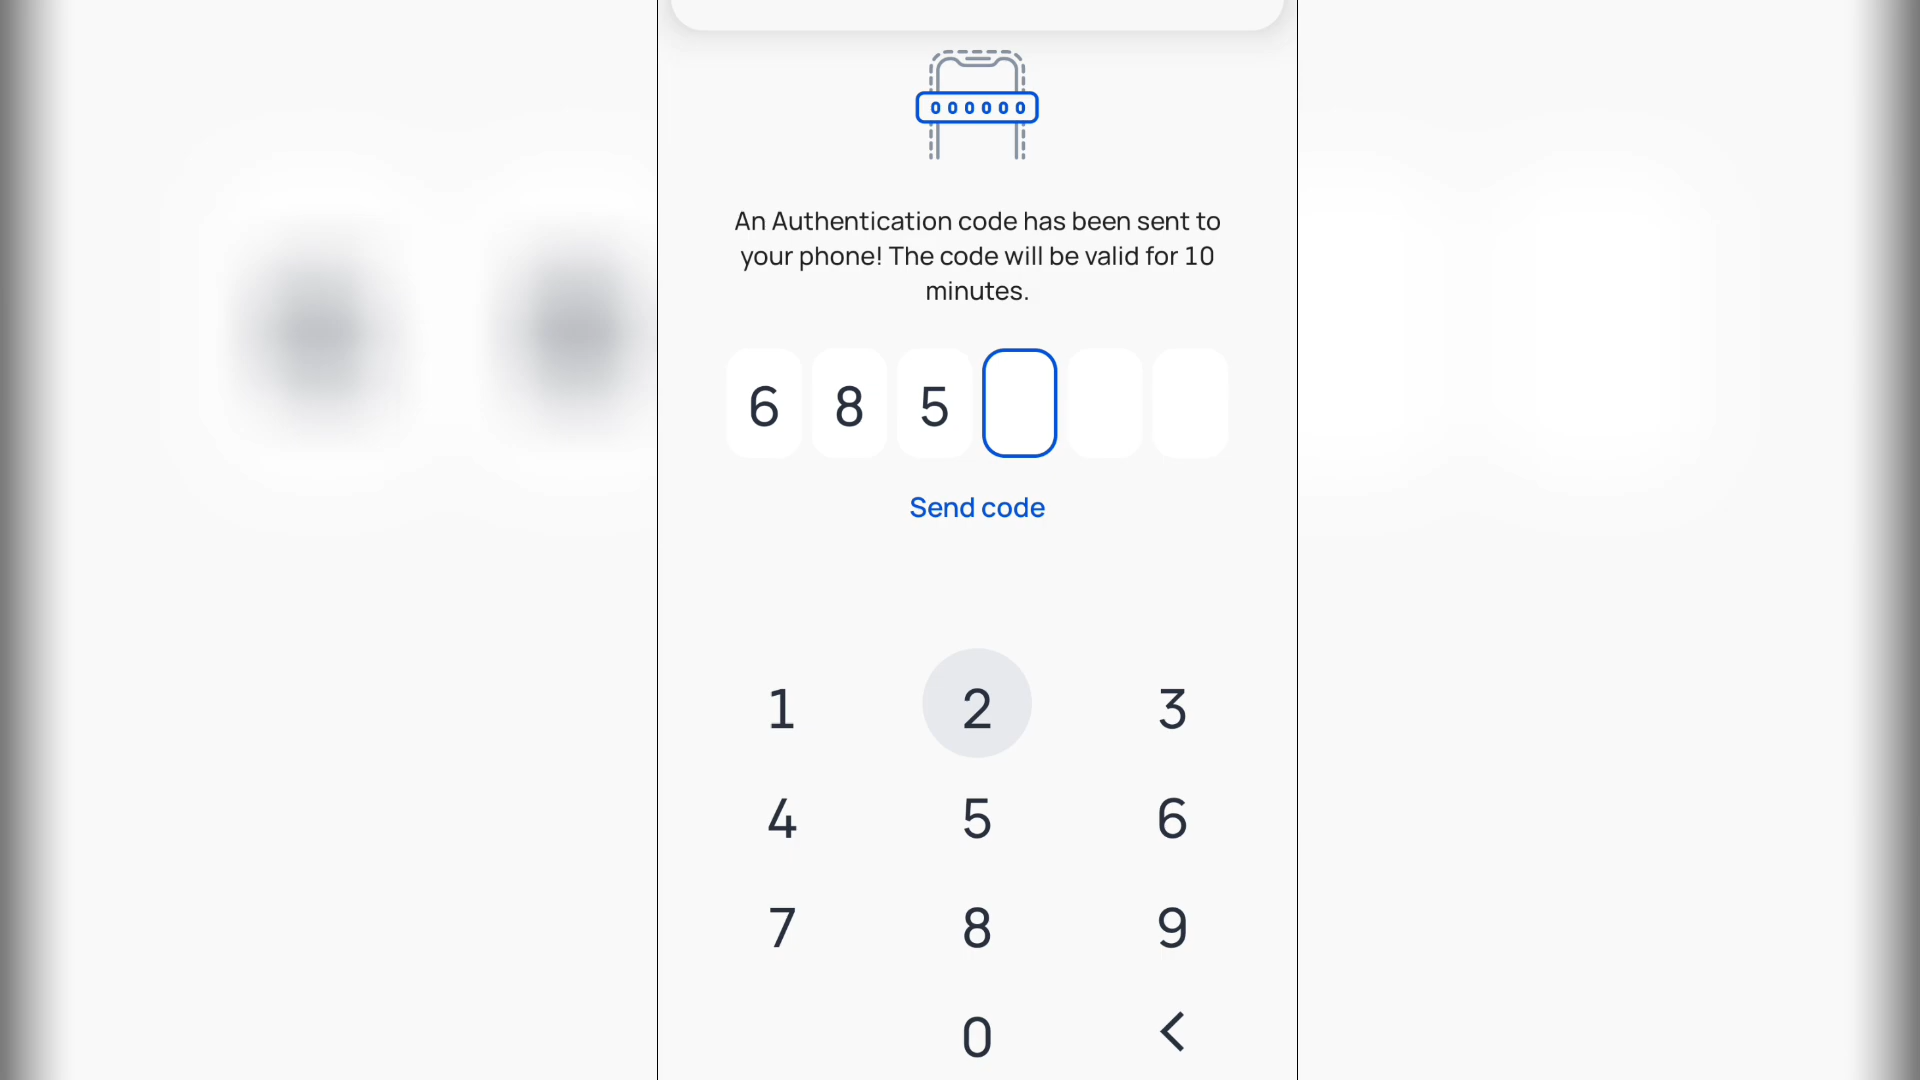 000000
An Authentication code has been sent to
your phone! The code will be valid for 10
minutes.
6 8 5
Send code
1 2 3
4 5 6
7 8 9
0